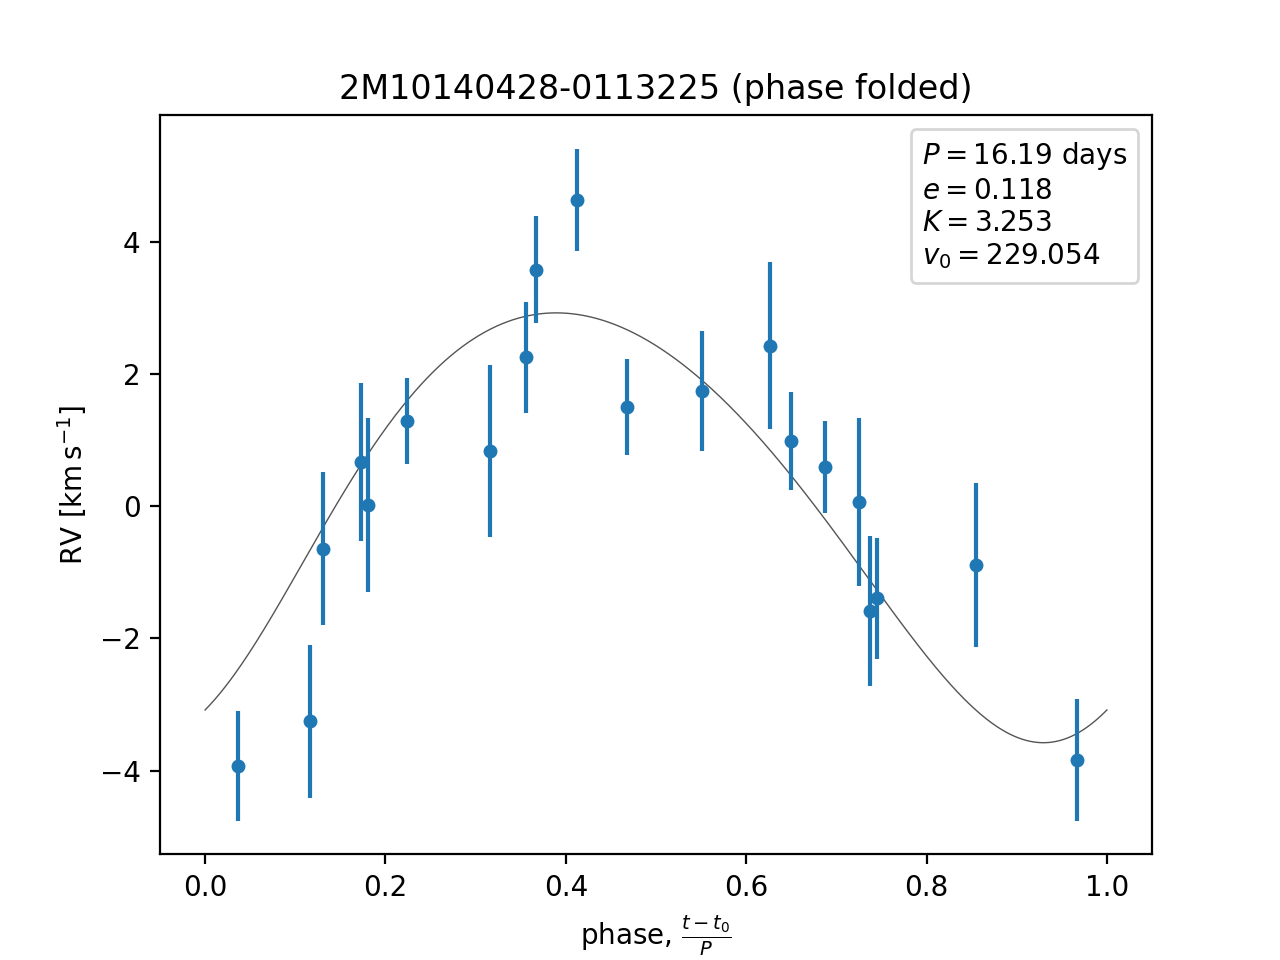 2M10140428-0113225 (phase folded)
P = 16.19 days
e = 0.118
K = 3.253
v₀ = 229.054
RV [km s⁻¹]
4
2
0
−2
−4
0.0 0.2 0.4 0.6 0.8 1.0
phase, (t − t₀)/P